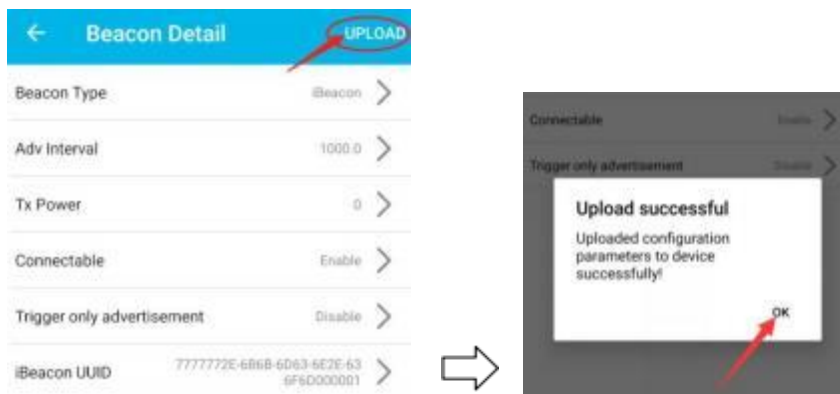 Beacon Detail UPLOAD
Beacon Type iBeacon
Adv Interval 1000.0
Tx Power 0
Connectable Enable
Trigger only advertisement Disable
iBeacon UUID 7777772E-6B6B-6D63-6E2E-63
6F6D000001
Connectable Enable
Trigger only advertisement Disable
Upload successful
Uploaded configuration
parameters to device
successfully!
OK